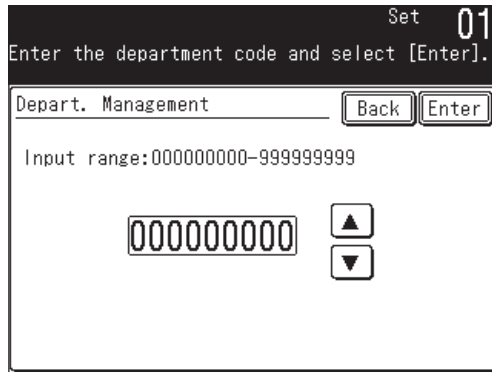 Set 01
Enter the department code and select [Enter].
Depart. Management Back Enter
Input range:000000000-999999999
000000000 ▲
▼